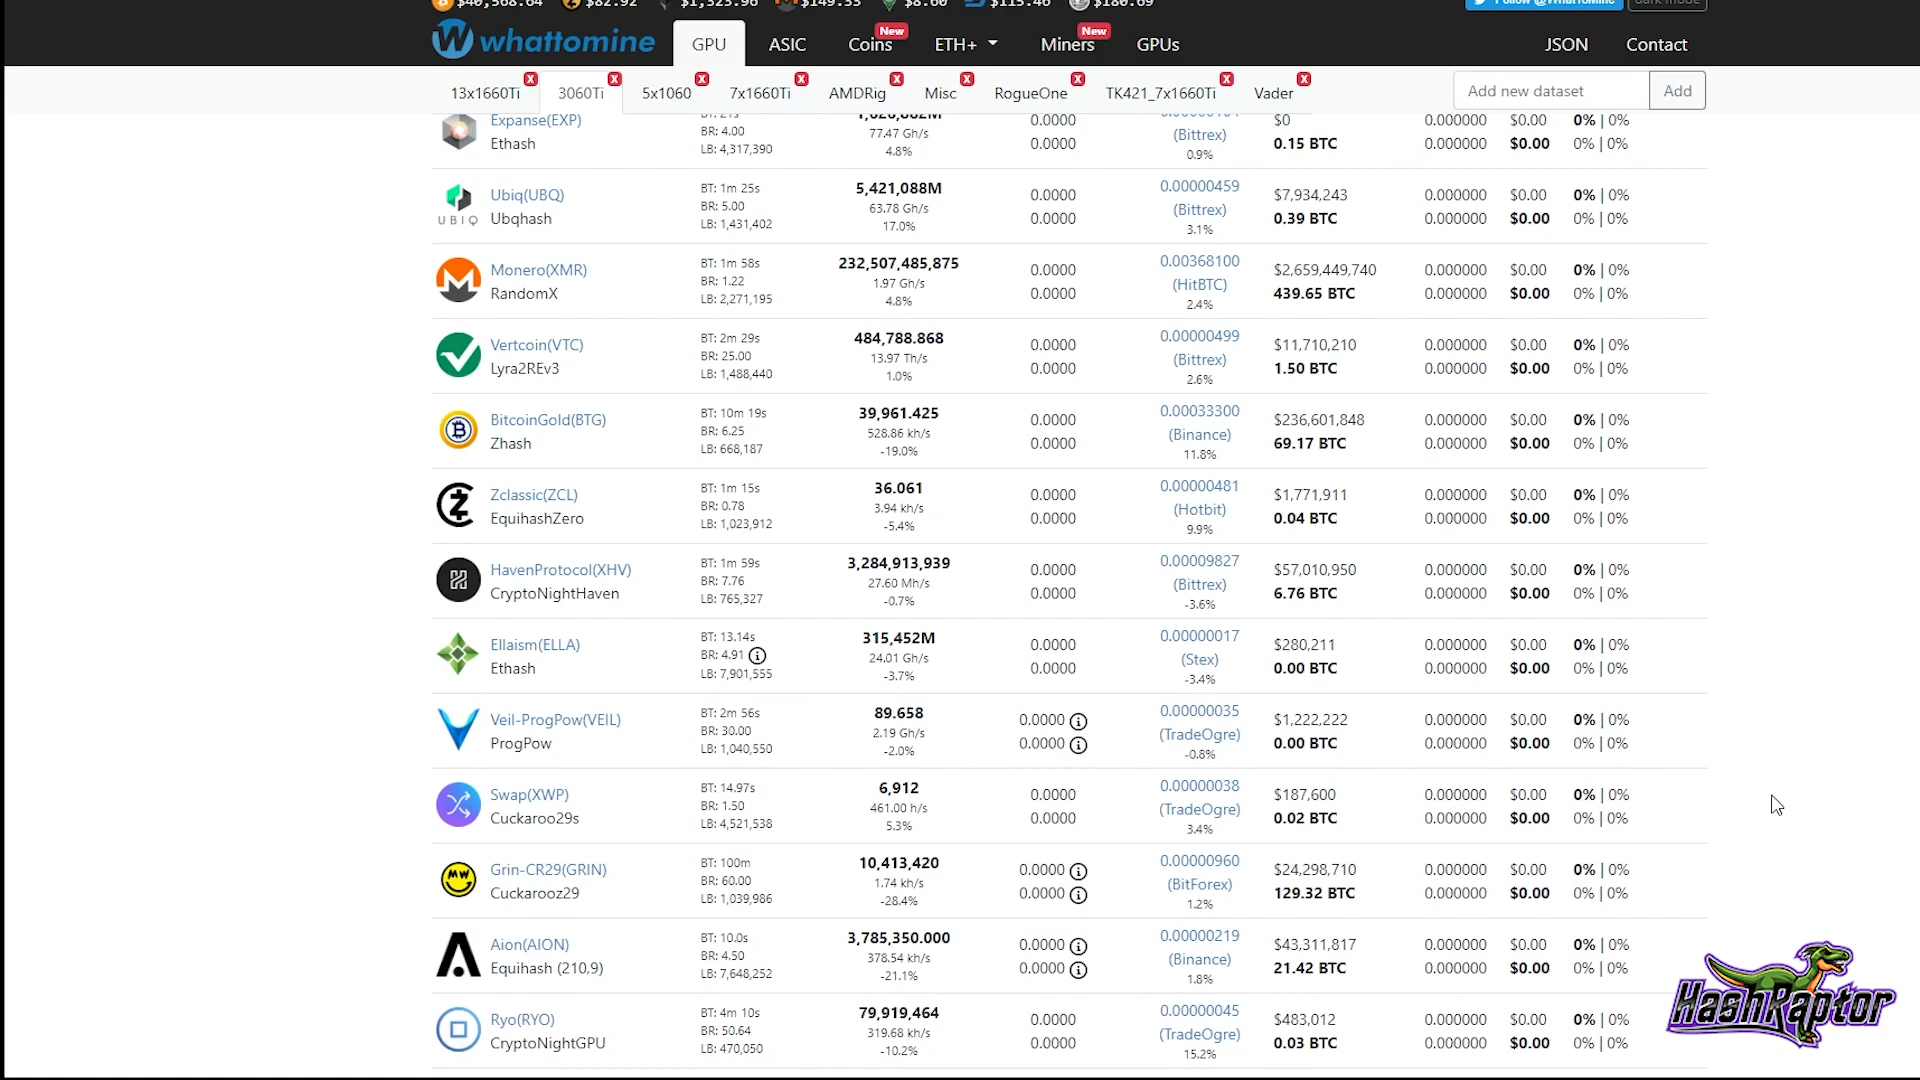 $40,568.64 $82.92 $1,323.96 $149.33 $8.60 $115.46 $180.69 Follow @WhatToMine dark mode
whattomine GPU ASIC Coins New ETH+ Miners New GPUs JSON Contact
13x1660Ti x 3060Ti x 5x1060 x 7x1660Ti x AMDRig x Misc x RogueOne x TK421_7x1660Ti x Vader x Add new dataset Add
Expanse(EXP)
Ethash
BR: 4.00
LB: 4,317,390
77.47 Gh/s
4.8%
0.0000
0.0000
(Bittrex)
0.9%
$0
0.15 BTC
0.000000 $0.00 0% | 0%
0.000000 $0.00 0% | 0%
Ubiq(UBQ)
Ubqhash
UBIQ
BT: 1m 25s
BR: 5.00
LB: 1,431,402
5,421,088M
63.78 Gh/s
17.0%
0.0000
0.0000
0.00000459
(Bittrex)
3.1%
$7,934,243
0.39 BTC
0.000000 $0.00 0% | 0%
0.000000 $0.00 0% | 0%
Monero(XMR)
RandomX
BT: 1m 58s
BR: 1.22
LB: 2,271,195
232,507,485,875
1.97 Gh/s
4.8%
0.0000
0.0000
0.00368100
(HitBTC)
2.4%
$2,659,449,740
439.65 BTC
0.000000 $0.00 0% | 0%
0.000000 $0.00 0% | 0%
Vertcoin(VTC)
Lyra2REv3
BT: 2m 29s
BR: 25.00
LB: 1,488,440
484,788.868
13.97 Th/s
1.0%
0.0000
0.0000
0.00000499
(Bittrex)
2.6%
$11,710,210
1.50 BTC
0.000000 $0.00 0% | 0%
0.000000 $0.00 0% | 0%
BitcoinGold(BTG)
Zhash
BT: 10m 19s
BR: 6.25
LB: 668,187
39,961.425
528.86 kh/s
-19.0%
0.0000
0.0000
0.00033300
(Binance)
11.8%
$236,601,848
69.17 BTC
0.000000 $0.00 0% | 0%
0.000000 $0.00 0% | 0%
Zclassic(ZCL)
EquihashZero
BT: 1m 15s
BR: 0.78
LB: 1,023,912
36.061
3.94 kh/s
-5.4%
0.0000
0.0000
0.00000481
(Hotbit)
9.9%
$1,771,911
0.04 BTC
0.000000 $0.00 0% | 0%
0.000000 $0.00 0% | 0%
HavenProtocol(XHV)
CryptoNightHaven
BT: 1m 59s
BR: 7.76
LB: 765,327
3,284,913,939
27.60 Mh/s
-0.7%
0.0000
0.0000
0.00009827
(Bittrex)
-3.6%
$57,010,950
6.76 BTC
0.000000 $0.00 0% | 0%
0.000000 $0.00 0% | 0%
Ellaism(ELLA)
Ethash
BT: 13.14s
BR: 4.91
LB: 7,901,555
315,452M
24.01 Gh/s
-3.7%
0.0000
0.0000
0.00000017
(Stex)
-3.4%
$280,211
0.00 BTC
0.000000 $0.00 0% | 0%
0.000000 $0.00 0% | 0%
Veil-ProgPow(VEIL)
ProgPow
BT: 2m 56s
BR: 30.00
LB: 1,040,550
89.658
2.19 Gh/s
-2.0%
0.0000
0.0000
0.00000035
(TradeOgre)
-0.8%
$1,222,222
0.00 BTC
0.000000 $0.00 0% | 0%
0.000000 $0.00 0% | 0%
Swap(XWP)
Cuckaroo29s
BT: 14.97s
BR: 1.50
LB: 4,521,538
6,912
461.00 h/s
5.3%
0.0000
0.0000
0.00000038
(TradeOgre)
3.4%
$187,600
0.02 BTC
0.000000 $0.00 0% | 0%
0.000000 $0.00 0% | 0%
MW
Grin-CR29(GRIN)
Cuckarooz29
BT: 100m
BR: 60.00
LB: 1,039,986
10,413,420
1.74 kh/s
-28.4%
0.0000
0.0000
0.00000960
(BitForex)
1.2%
$24,298,710
129.32 BTC
0.000000 $0.00 0% | 0%
0.000000 $0.00 0% | 0%
Aion(AION)
Equihash (210,9)
BT: 10.0s
BR: 4.50
LB: 7,648,252
3,785,350.000
378.54 kh/s
-21.1%
0.0000
0.0000
0.00000219
(Binance)
1.8%
$43,311,817
21.42 BTC
0.000000 $0.00 0% | 0%
0.000000 $0.00 0% | 0%
Ryo(RYO)
CryptoNightGPU
BT: 4m 10s
BR: 50.64
LB: 470,050
79,919,464
319.68 kh/s
-10.2%
0.0000
0.0000
0.00000045
(TradeOgre)
15.2%
$483,012
0.03 BTC
0.000000 $0.00 0% | 0%
0.000000 $0.00 0% | 0%
HashRaptor